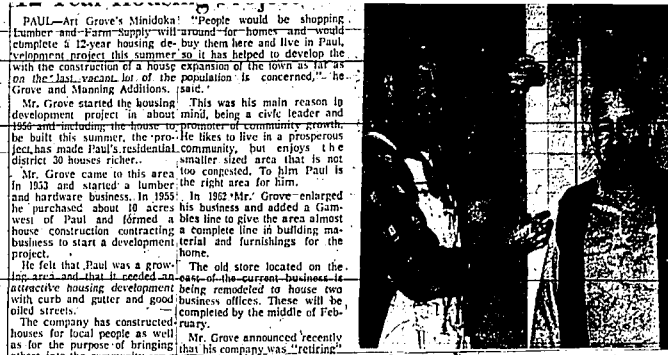 12-Year Housing Project
PAUL—Art Grove's Minidoka
Lumber and Farm Supply will
complete a 12-year housing de-
velopment project this summer
with the construction of a house
on the last vacant lot of the
Grove and Manning Additions.
Mr. Grove started the housing
development project in about
1956 and including the house to
be built this summer, the pro-
ject has made Paul's residential
district 30 houses richer.
Mr. Grove came to this area
in 1953 and started a lumber
and hardware business. In 1955
he purchased about 10 acres
west of Paul and formed a
house construction contracting
business to start a development
project.
He felt that Paul was a grow-
ing area and that it needed an
attractive housing development
with curb and gutter and good
oiled streets.
The company has constructed
houses for local people as well
as for the purpose of bringing
others into the community
"People would be shopping
around for homes and would
buy them here and live in Paul,
so it has helped to develop the
expansion of the town as far as
population is concerned," he
said.
This was his main reason in
mind, being a civic leader and
promoter of community growth.
He likes to live in a prosperous
community, but enjoys the
smaller sized area that is not
too congested. To him Paul is
the right area for him.
In 1962 Mr. Grove enlarged
his business and added a Gam-
bles line to give the area almost
a complete line in building ma-
terial and furnishings for the
home.
The old store located on the
east of the current business is
being remodeled to house two
business offices. These will be
completed by the middle of Feb-
ruary.
Mr. Grove announced recently
that his company was "retiring"